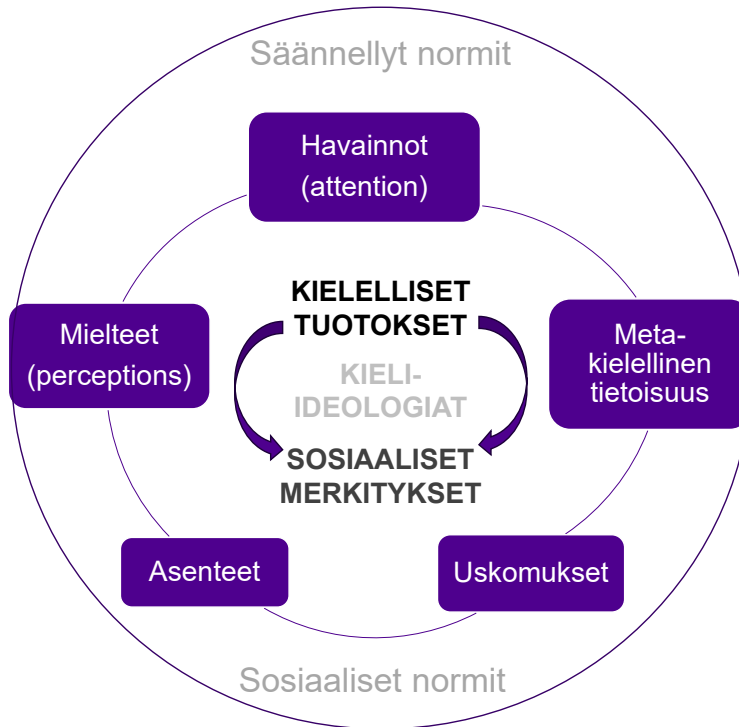 Säännellyt normit
Havainnot
(attention)
KIELELLISET
TUOTOKSET
Mielteet
(perceptions)
Meta-
kielellinen
tietoisuus
KIELI-
IDEOLOGIAT
SOSIAALISET
MERKITYKSET
Asenteet
Uskomukset
Sosiaaliset normit